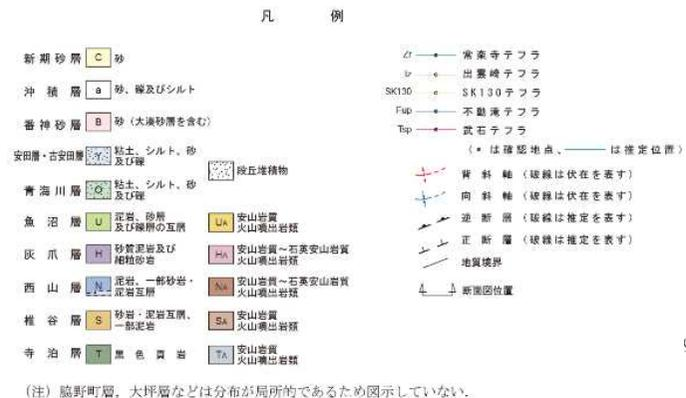 凡 例
新期砂層 C 砂
沖積層 a 砂、礫及びシルト
番神砂層 B 砂（大湊砂層を含む）
安田層・古安田層 Y 粘土、シルト、砂
及び礫
段丘堆積物
青海川層 Q 粘土、シルト、砂
及び礫
魚沼層 U 泥岩、砂層
及び礫層の互層
UA 安山岩質
火山噴出岩類
灰爪層 H 砂質泥岩及び
細粒砂岩
HA 安山岩質～石英安山岩質
火山噴出岩類
西山層 N 泥岩、一部砂岩・
泥岩互層
NA 安山岩質～石英安山岩質
火山噴出岩類
椎谷層 S 砂岩・泥岩互層、
一部泥岩
SA 安山岩質
火山噴出岩類
寺泊層 T 黒色頁岩
TA 安山岩質
火山噴出岩類
Zr 常楽寺テフラ
Iz 出雲崎テフラ
SK130 SK130テフラ
Fup 不動滝テフラ
Tsp 武石テフラ
（• は確認地点、 は推定位置）
背斜軸（破線は伏在を表す）
向斜軸（破線は伏在を表す）
逆断層（破線は推定を表す）
正断層（破線は推定を表す）
地質境界
断面図位置
（注）脇野町層，大坪層などは分布が局所的であるため図示していない．